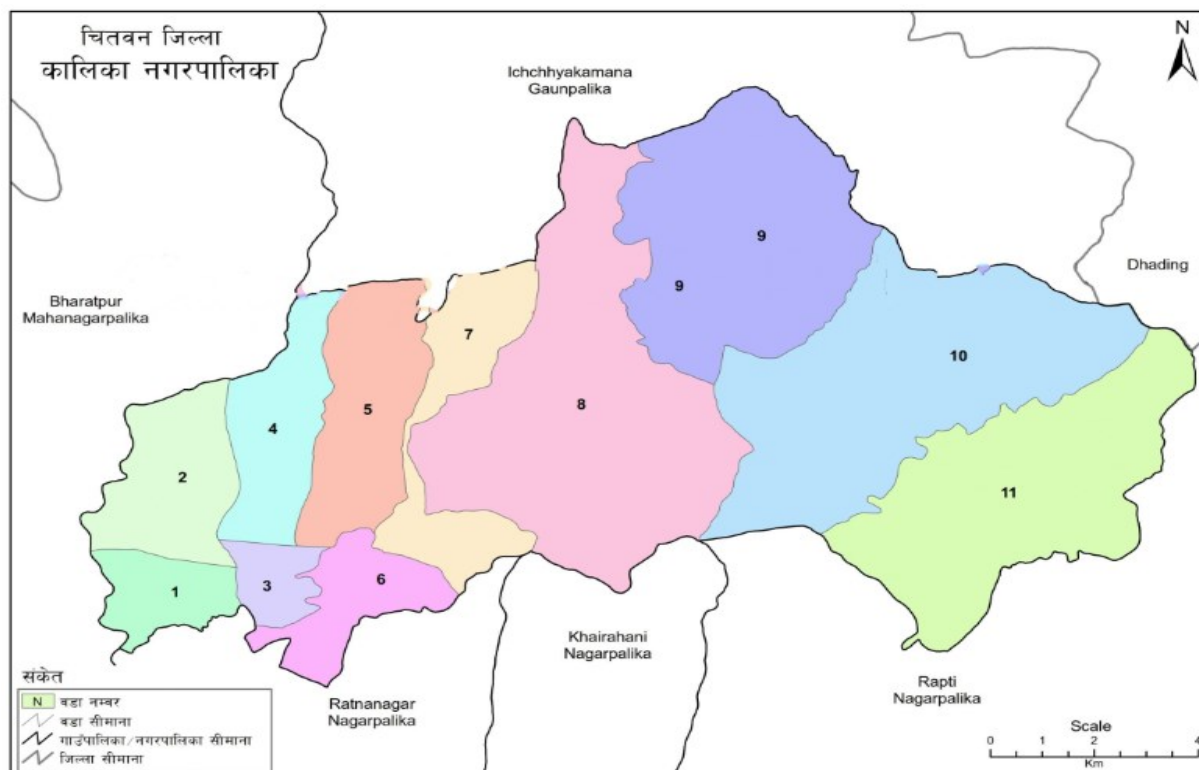 चितवन जिल्ला
कालिका नगरपालिका
N
Ichchhyakamana
Gaunpalika
Dhading
Bharatpur
Mahanagarpalika
9
9
7
10
5
8
4
2
11
3
6
1
Khairahani
Nagarpalika
Ratnanagar
Nagarpalika
Rapti
Nagarpalika
संकेत
N वडा नम्बर
वडा सीमाना
गाउँपालिका/नगरपालिका सीमाना
जिल्ला सीमाना
Scale
0 1 2 4
Km